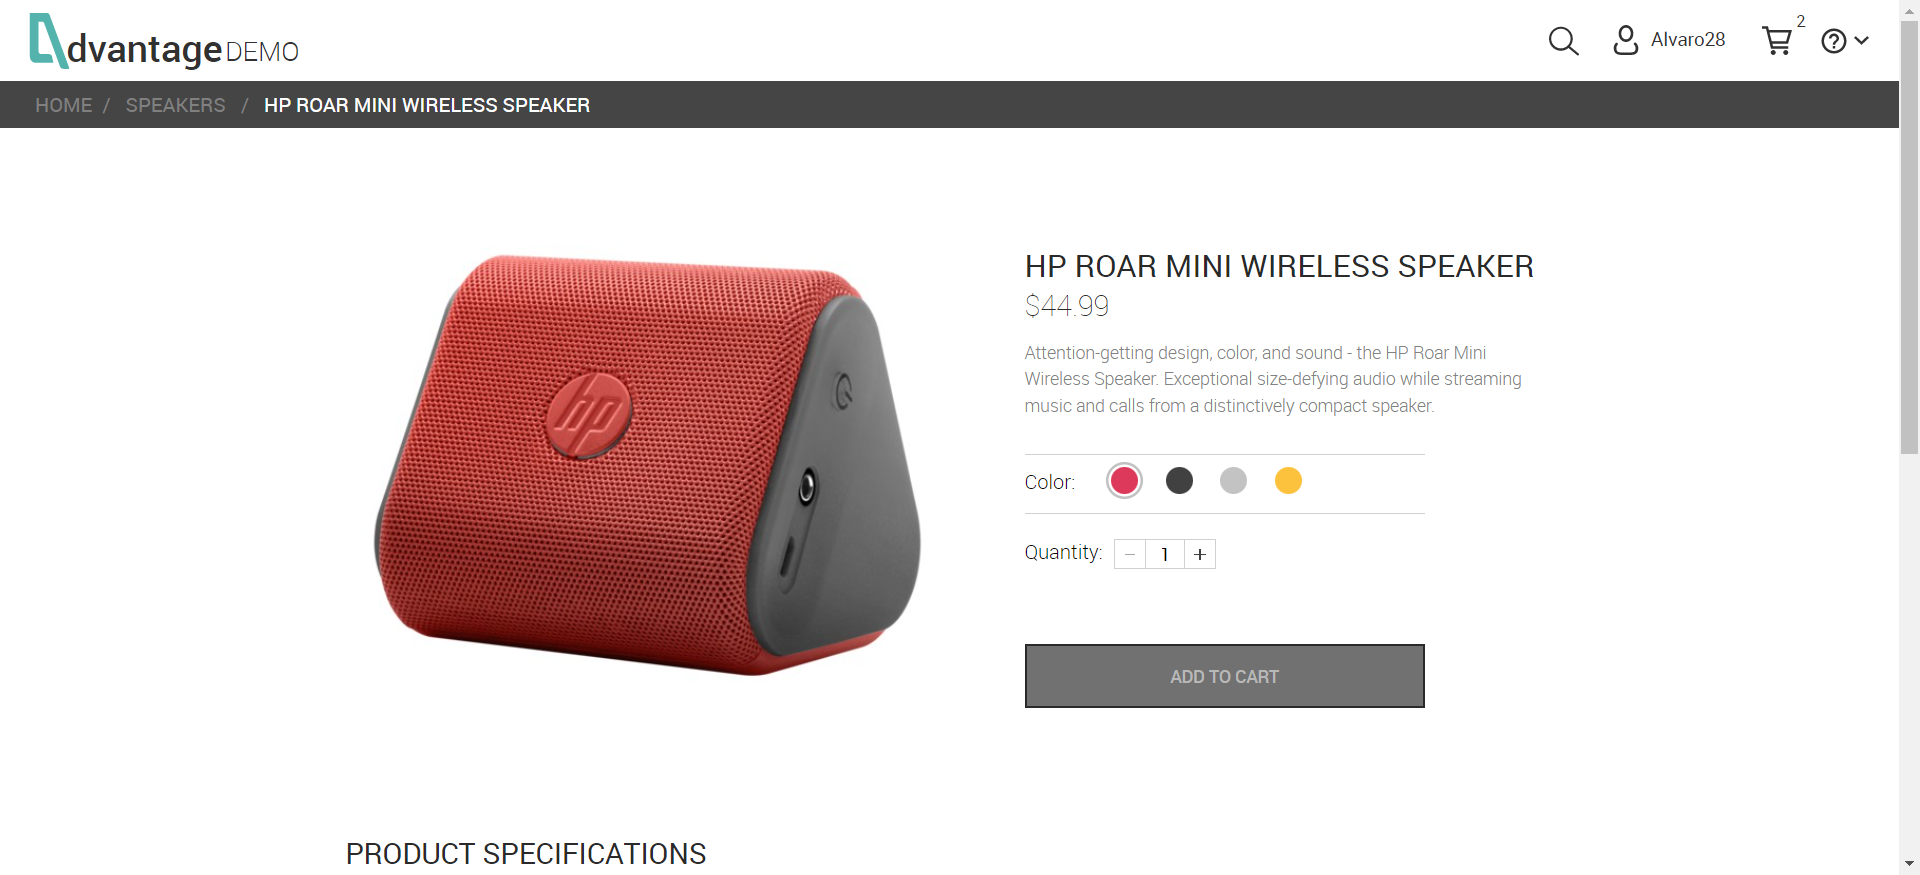 dvantage DEMO
Alvaro28
2
HOME / SPEAKERS / HP ROAR MINI WIRELESS SPEAKER
hp
HP ROAR MINI WIRELESS SPEAKER
$44.99
Attention-getting design, color, and sound - the HP Roar Mini
Wireless Speaker. Exceptional size-defying audio while streaming
music and calls from a distinctively compact speaker.
Color:
Quantity: − 1 +
ADD TO CART
PRODUCT SPECIFICATIONS